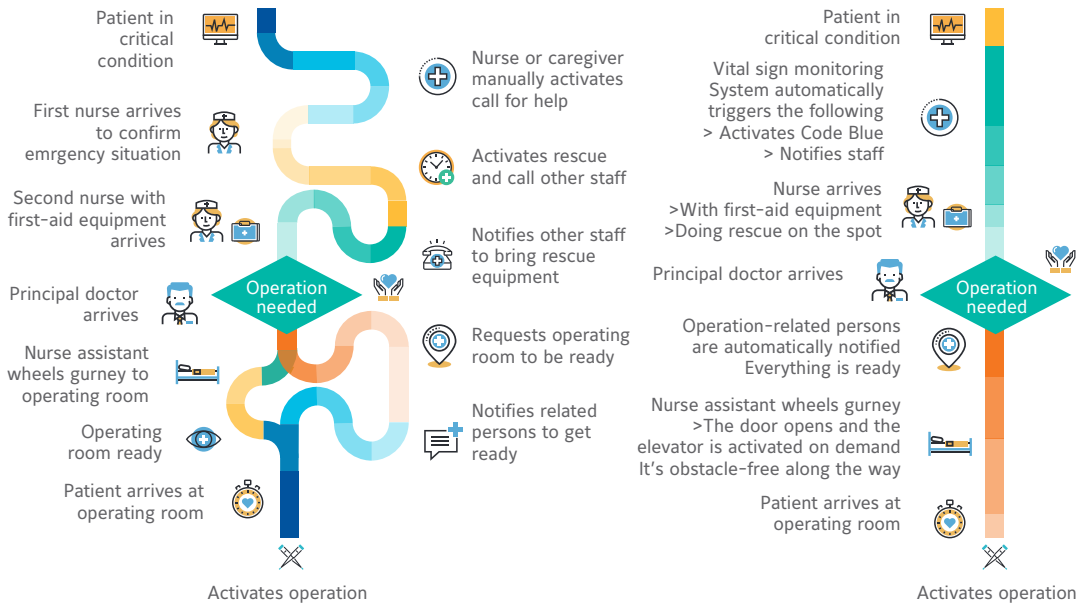 Patient in
critical
condition
Nurse or caregiver
manually activates
call for help
First nurse arrives
to confirm
emrgency situation
Activates rescue
and call other staff
Second nurse with
first-aid equipment
arrives
Notifies other staff
to bring rescue
equipment
Operation
needed
Principal doctor
arrives
Requests operating
room to be ready
Nurse assistant
wheels gurney to
operating room
Notifies related
persons to get
ready
Operating
room ready
Patient arrives at
operating room
Activates operation
Patient in
critical condition
Vital sign monitoring
System automatically
triggers the following
> Activates Code Blue
> Notifies staff
Nurse arrives
>With first-aid equipment
>Doing rescue on the spot
Principal doctor arrives
Operation
needed
Operation-related persons
are automatically notified
Everything is ready
Nurse assistant wheels gurney
>The door opens and the
elevator is activated on demand
It's obstacle-free along the way
Patient arrives at
operating room
Activates operation